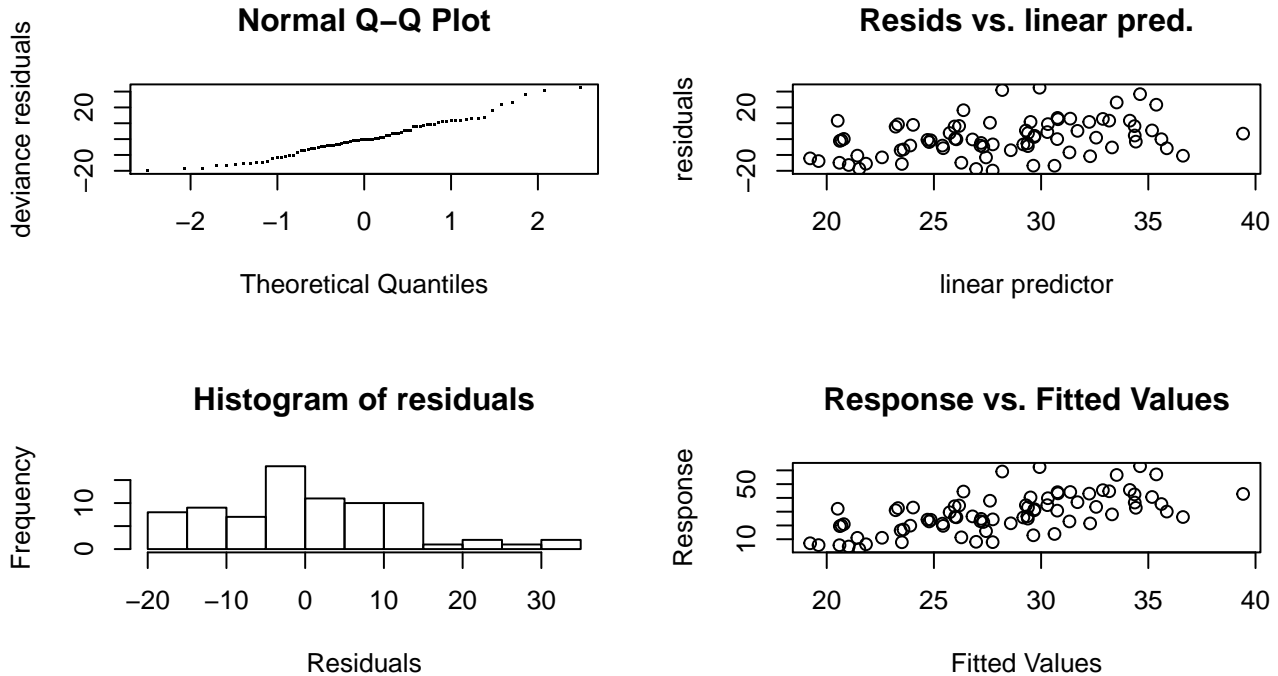 Normal Q−Q Plot
deviance residuals
−20 20
−2 −1 0 1 2
Theoretical Quantiles
Resids vs. linear pred.
residuals
−20 20
20 25 30 35 40
linear predictor
Histogram of residuals
Frequency
0 10
−20 −10 0 10 20 30
Residuals
Response vs. Fitted Values
Response
10 50
20 25 30 35 40
Fitted Values